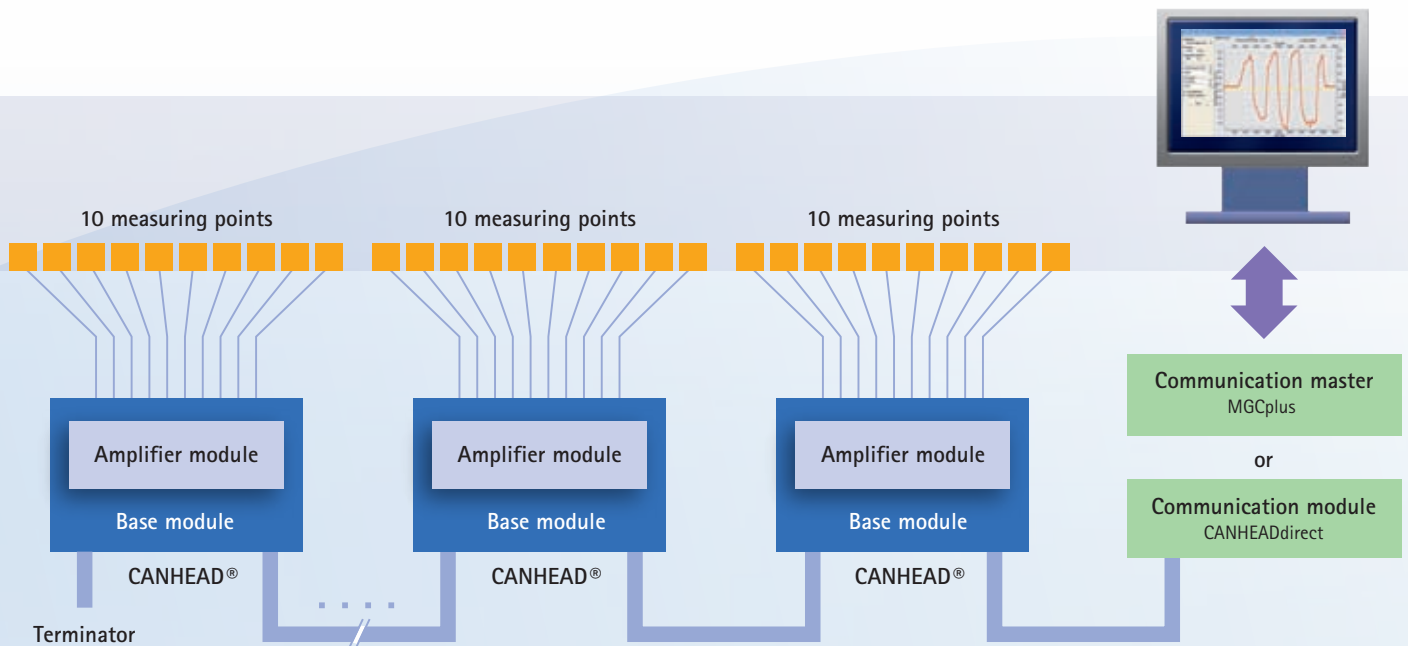 10 measuring points
10 measuring points
10 measuring points
Amplifier module
Base module
CANHEAD®
Amplifier module
Base module
CANHEAD®
Amplifier module
Base module
CANHEAD®
Communication master
MGCplus
or
Communication module
CANHEADdirect
Terminator